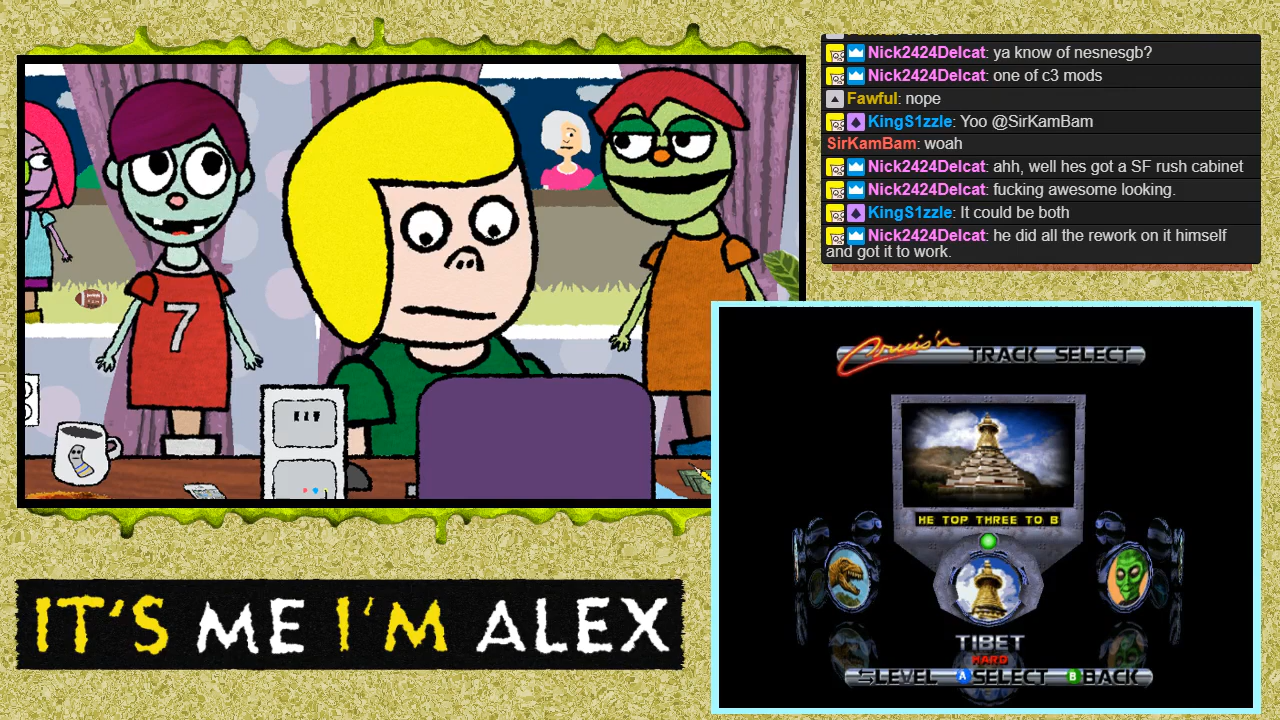 Nick2424Delcat: ya know of nesnesgb?
Nick2424Delcat: one of c3 mods
Fawful: nope
KingS1zzle: Yoo @SirKamBam
SirKamBam: woah
Nick2424Delcat: ahh, well hes got a SF rush cabinet
Nick2424Delcat: fucking awesome looking.
KingS1zzle: It could be both
Nick2424Delcat: he did all the rework on it himself
and got it to work.
7
Cruis'n TRACK SELECT
HE TOP THREE TO B
TIBET
HARD
LEVEL A SELECT B BACK
IT'S ME I'M ALEX